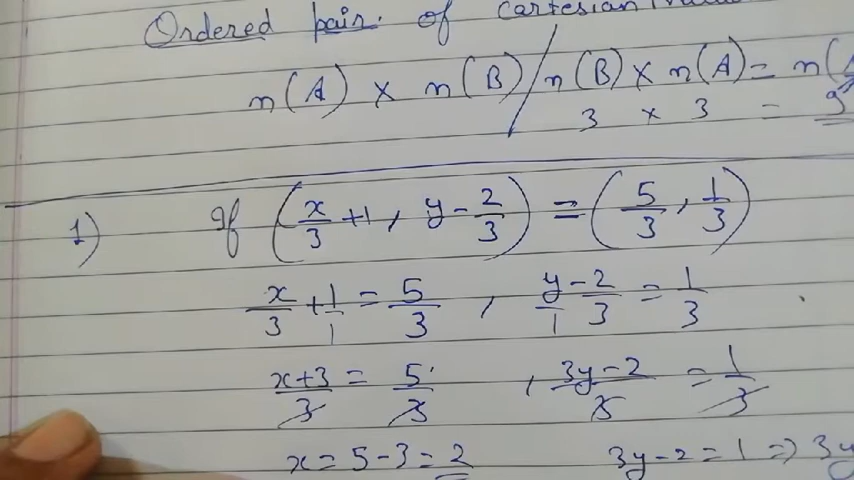 Ordered pair. of Cartesian
n(A) × n(B) / n(B) × n(A) = n(
3 × 3 = 9
1) If (x/3 + 1, y - 2/3) = (5/3, 1/3)
x/3 + 1/1 = 5/3 , y/1 - 2/3 = 1/3
x+3/3 = 5/3 , 3y-2/3 = 1/3
x = 5-3 = 2 3y-2 = 1 => 3y